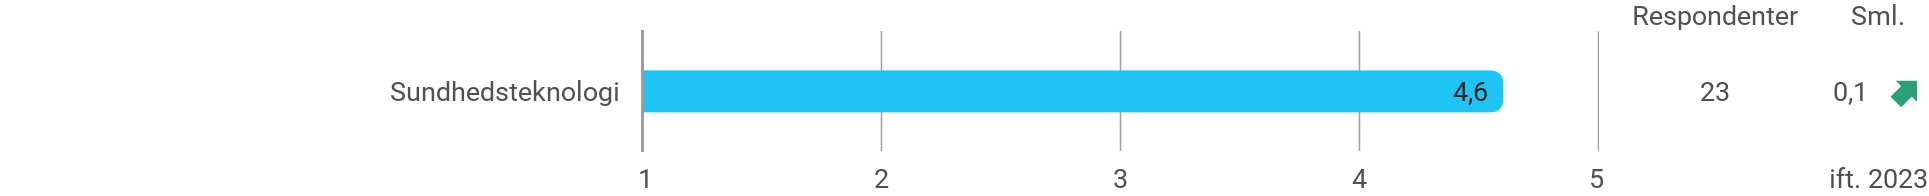 Respondenter Sml.
Sundhedsteknologi 4,6 23 0,1
1 2 3 4 5 ift. 2023